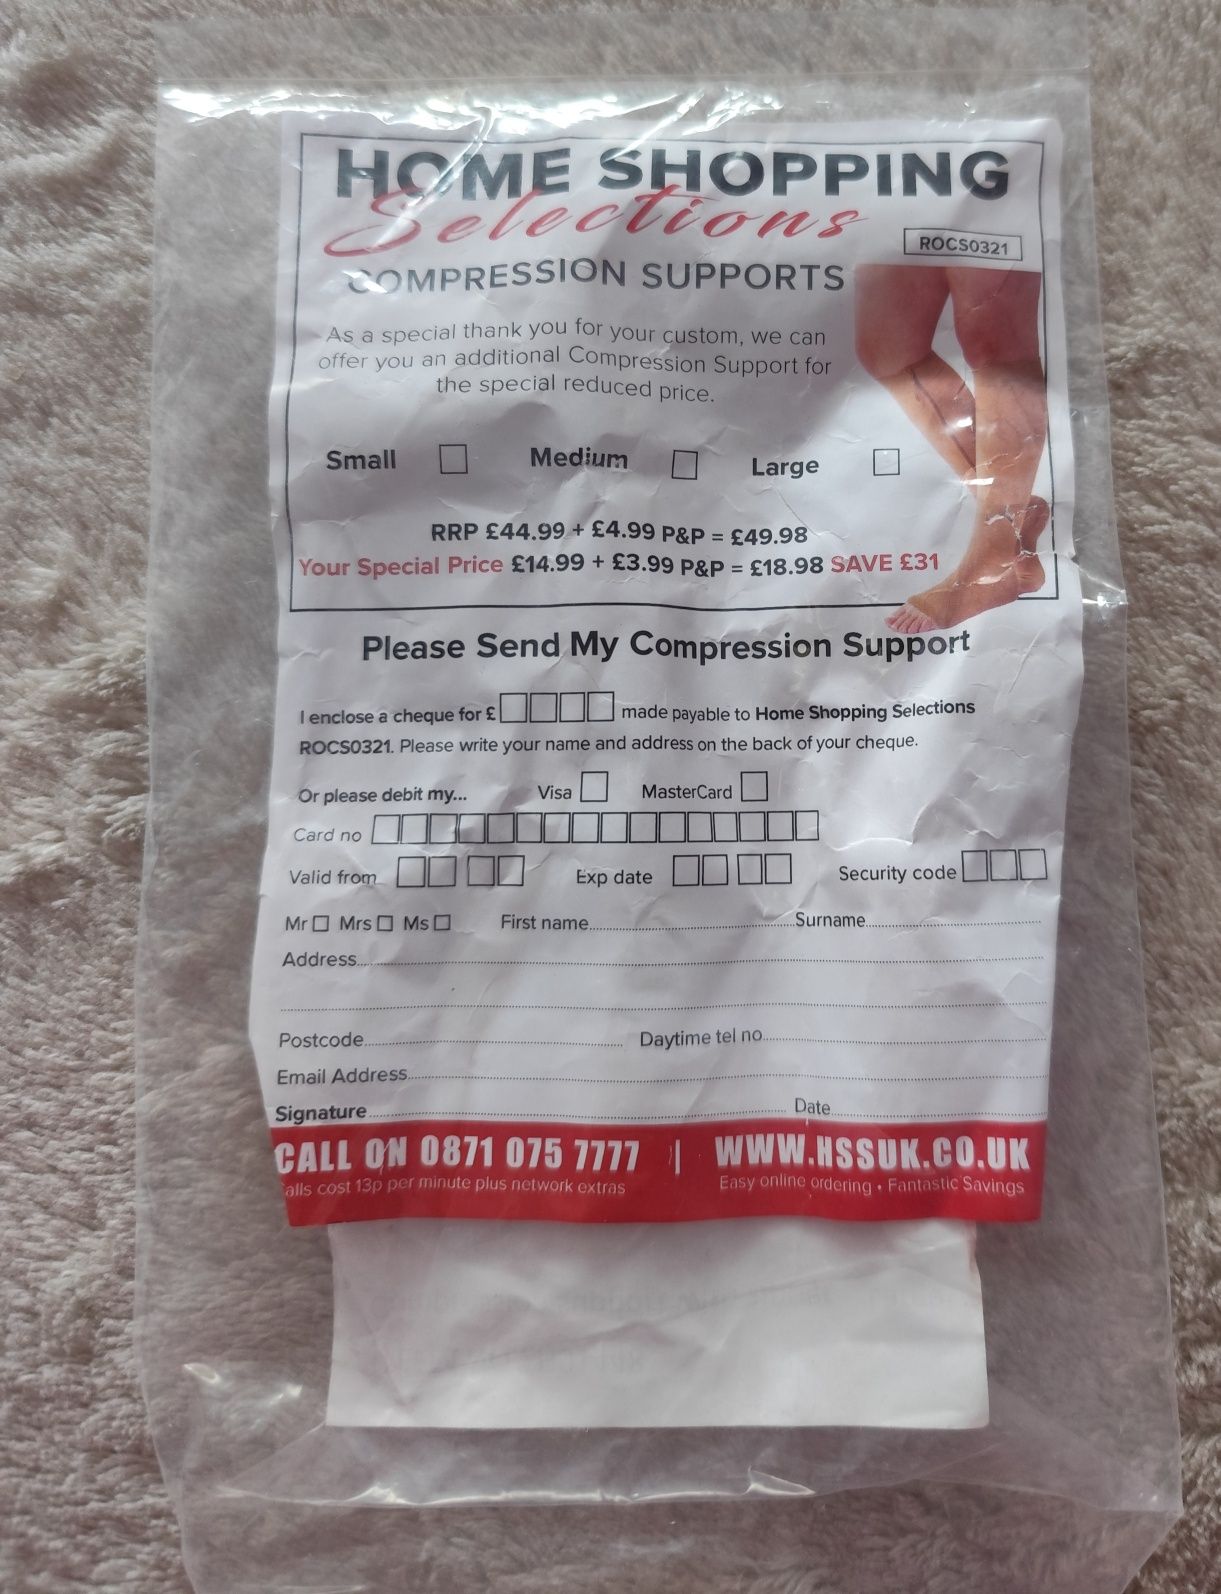 HOME SHOPPING
Selections
ROCS0321
COMPRESSION SUPPORTS
As a special thank you for your custom, we can
offer you an additional Compression Support for
the special reduced price.
Small Medium Large
RRP £44.99 + £4.99 P&P = £49.98
Your Special Price £14.99 + £3.99 P&P = £18.98 SAVE £31
Please Send My Compression Support
I enclose a cheque for £ made payable to Home Shopping Selections
ROCS0321. Please write your name and address on the back of your cheque.
Or please debit my... Visa MasterCard
Card no
Valid from Exp date Security code
Mr Mrs Ms First name Surname
Address
Postcode Daytime tel no
Email Address
Signature Date
CALL ON 0871 075 7777 | WWW.HSSUK.CO.UK
alls cost 13p per minute plus network extras Easy online ordering • Fantastic Savings